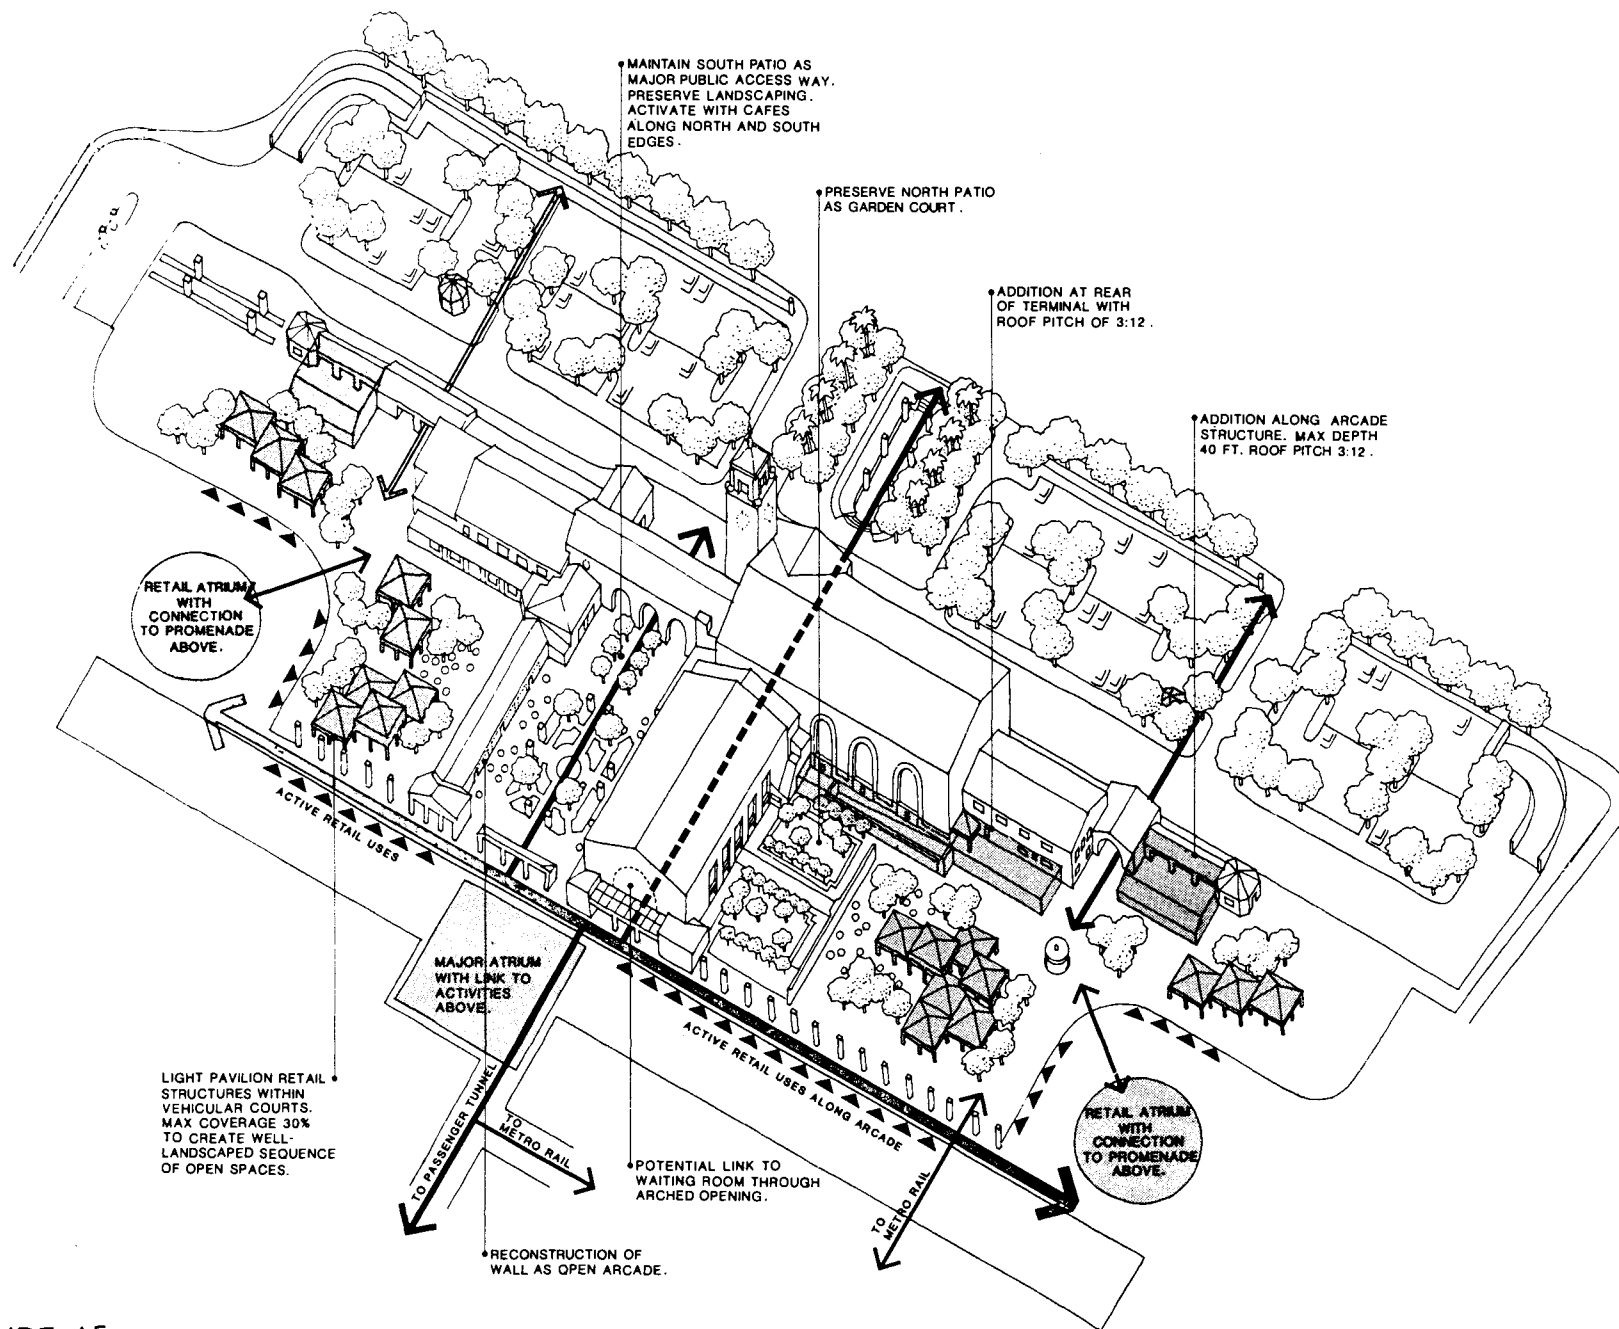 MAINTAIN SOUTH PATIO AS
MAJOR PUBLIC ACCESS WAY.
PRESERVE LANDSCAPING.
ACTIVATE WITH CAFES
ALONG NORTH AND SOUTH
EDGES.
PRESERVE NORTH PATIO
AS GARDEN COURT.
ADDITION AT REAR
OF TERMINAL WITH
ROOF PITCH OF 3:12.
ADDITION ALONG ARCADE
STRUCTURE. MAX DEPTH
40 FT. ROOF PITCH 3:12.
RETAIL ATRIUM
WITH
CONNECTION
TO PROMENADE
ABOVE.
ACTIVE RETAIL USES
MAJOR ATRIUM
WITH LINK TO
ACTIVITIES
ABOVE.
ACTIVE RETAIL USES ALONG ARCADE
LIGHT PAVILION RETAIL
STRUCTURES WITHIN
VEHICULAR COURTS.
MAX COVERAGE 30%
TO CREATE WELL-
LANDSCAPED SEQUENCE
OF OPEN SPACES.
TO PASSENGER TUNNEL
TO
METRO RAIL
POTENTIAL LINK TO
WAITING ROOM THROUGH
ARCHED OPENING.
TO
METRO RAIL
RETAIL ATRIUM
WITH
CONNECTION
TO PROMENADE
ABOVE.
RECONSTRUCTION OF
WALL AS OPEN ARCADE.